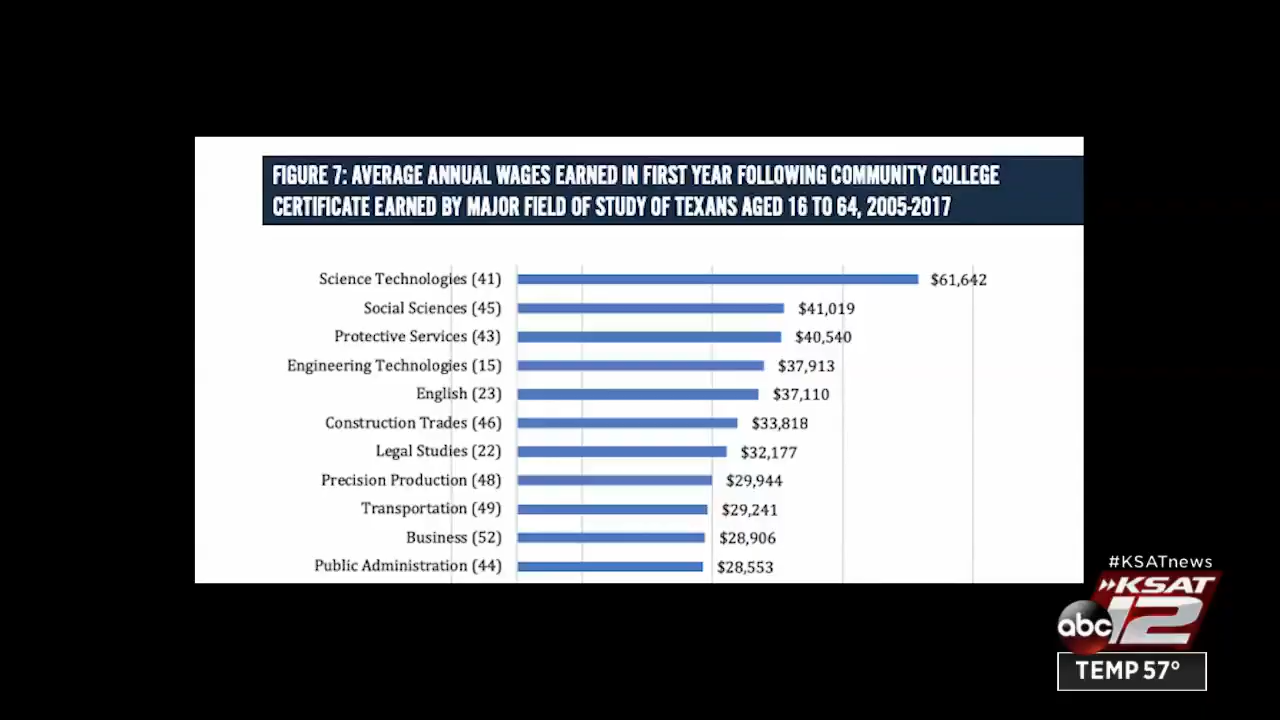 FIGURE 7: AVERAGE ANNUAL WAGES EARNED IN FIRST YEAR FOLLOWING COMMUNITY COLLEGE
CERTIFICATE EARNED BY MAJOR FIELD OF STUDY OF TEXANS AGED 16 TO 64, 2005-2017
Science Technologies (41) $61,642
Social Sciences (45) $41,019
Protective Services (43) $40,540
Engineering Technologies (15) $37,913
English (23) $37,110
Construction Trades (46) $33,818
Legal Studies (22) $32,177
Precision Production (48) $29,944
Transportation (49) $29,241
Business (52) $28,906
Public Administration (44) $28,553
#KSATnews
KSAT
abc 12
TEMP 57°